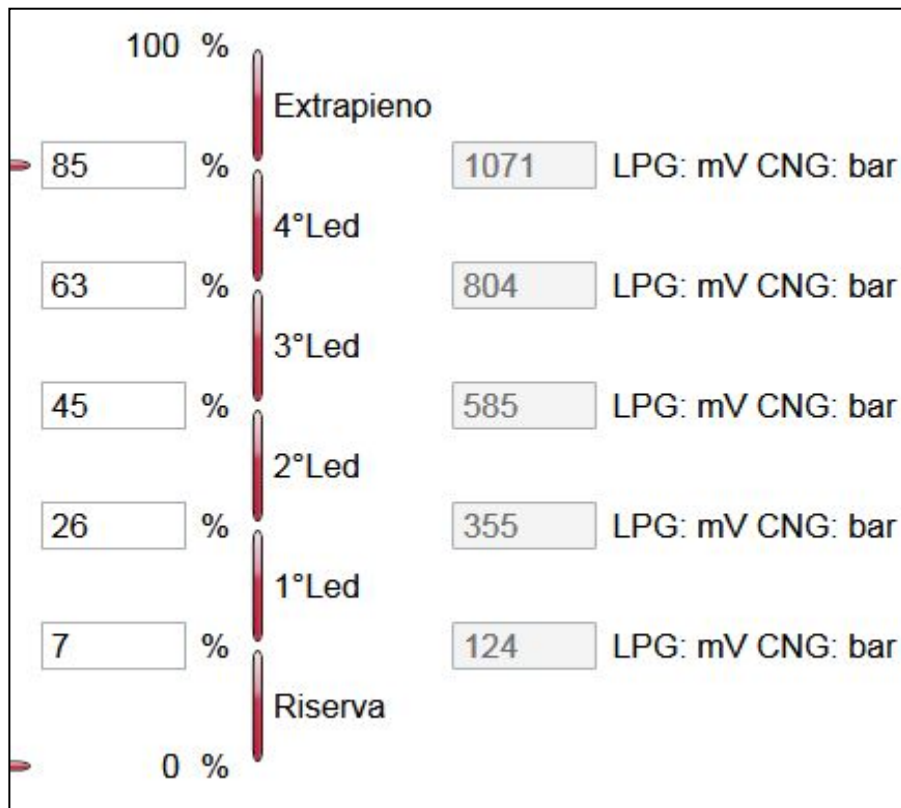 100 %
Extrapieno
85 % 1071 LPG: mV CNG: bar
4°Led
63 % 804 LPG: mV CNG: bar
3°Led
45 % 585 LPG: mV CNG: bar
2°Led
26 % 355 LPG: mV CNG: bar
1°Led
7 % 124 LPG: mV CNG: bar
Riserva
0 %